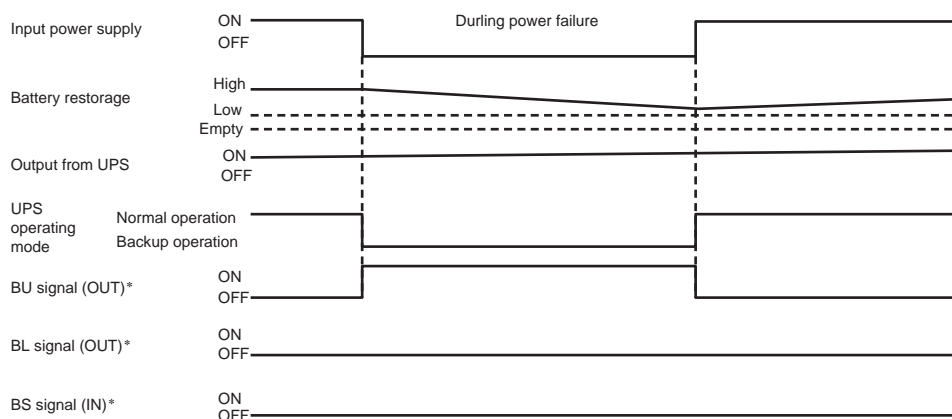 Input power supply
ON
OFF
Durling power failure
Battery restorage
High
Low
Empty
Output from UPS
ON
OFF
UPS
operating
mode
Normal operation
Backup operation
BU signal (OUT)*
ON
OFF
BL signal (OUT)*
ON
OFF
BS signal (IN)*
ON
OFF